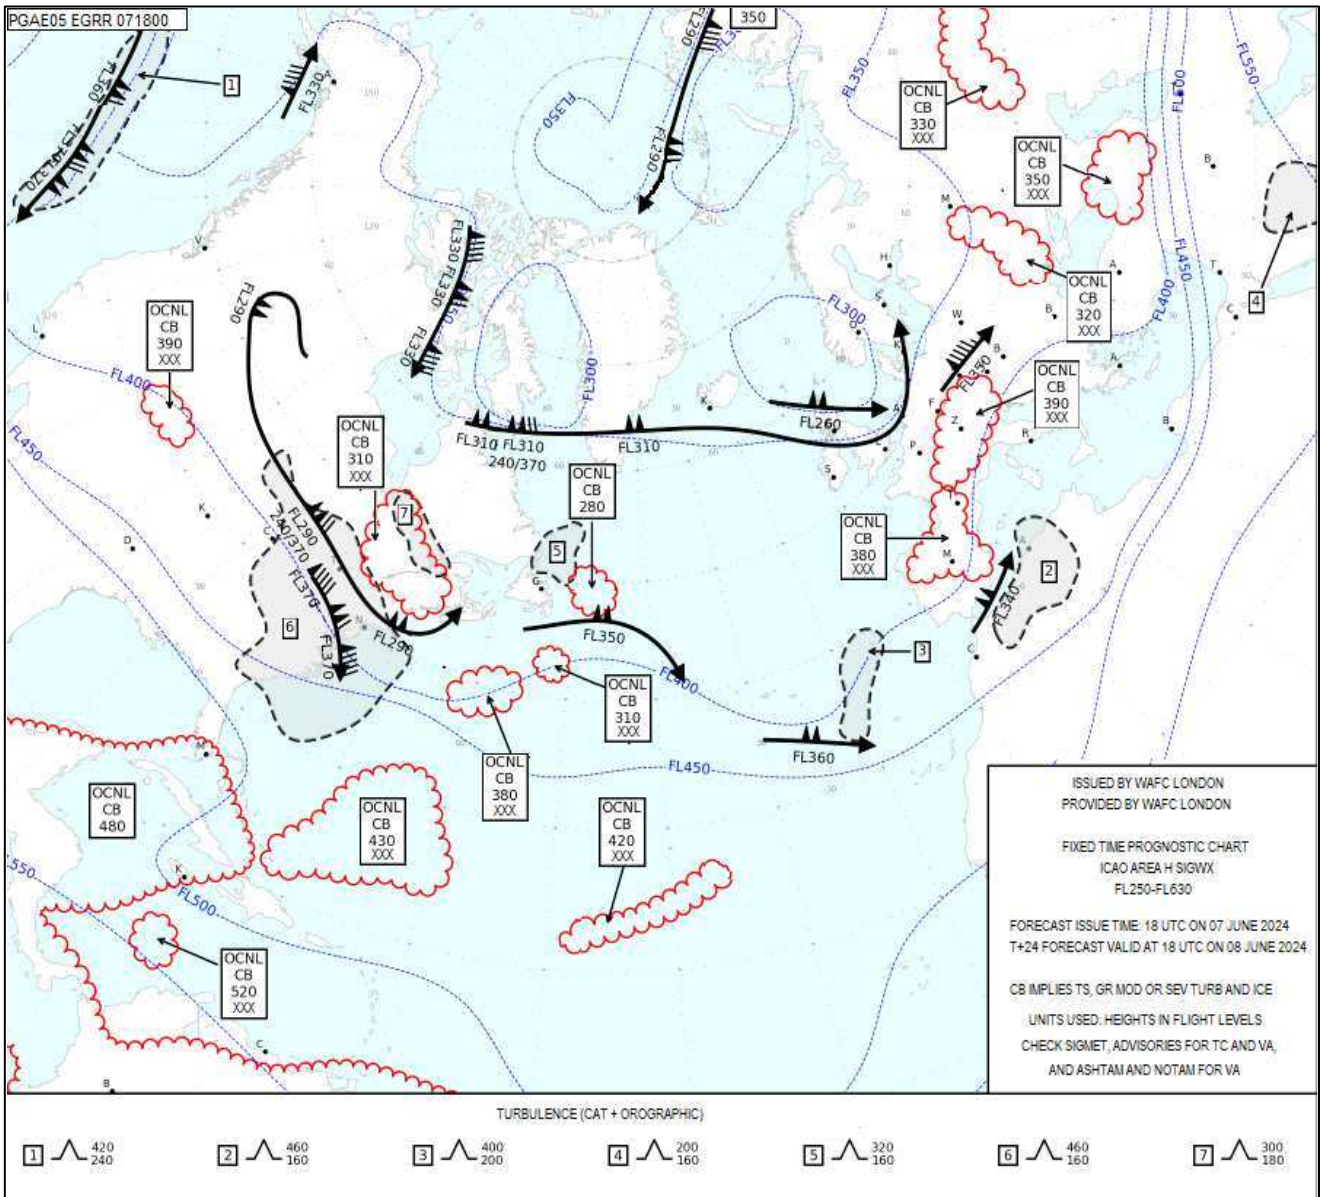 PGAE05 EGRR 071800
350
FL290
FL360
FL370
FL330
1
FL350
FL290
FL350
OCNL
CB
330
XXX
FL600
FL550
OCNL
CB
350
XXX
B
M
V
FL330
FL330
FL330
H
FL450
A
T
4
C
FL290
L
OCNL
CB
390
XXX
FL400
FL300
FL300
W
B
OCNL
CB
320
XXX
FL400
K
FL350
B
A
OCNL
CB
390
XXX
F
Z
R
B
K
FL260
A
P
S
FL310
FL310
240/370
FL310
FL450
OCNL
CB
310
XXX
7
OCNL
CB
280
K
D
C
FL290
240/370
5
G
OCNL
CB
380
XXX
T
M
A
2
FL340
C
FL370
FL370
6
N
FL290
FL350
3
FL400
OCNL
CB
310
XXX
FL360
FL450
M
OCNL
CB
380
XXX
OCNL
CB
480
OCNL
CB
430
XXX
OCNL
CB
420
XXX
550
K
FL500
OCNL
CB
520
XXX
C
B
ISSUED BY WAFC LONDON
PROVIDED BY WAFC LONDON
FIXED TIME PROGNOSTIC CHART
ICAO AREA H SIGWX
FL250-FL630
FORECAST ISSUE TIME: 18 UTC ON 07 JUNE 2024
T+24 FORECAST VALID AT 18 UTC ON 08 JUNE 2024
CB IMPLIES TS, GR MOD OR SEV TURB AND ICE
UNITS USED: HEIGHTS IN FLIGHT LEVELS
CHECK SIGMET, ADVISORIES FOR TC AND VA,
AND ASHTAM AND NOTAM FOR VA
TURBULENCE (CAT + OROGRAPHIC)
1 420
240
2 460
160
3 400
200
4 200
160
5 320
160
6 460
160
7 300
180